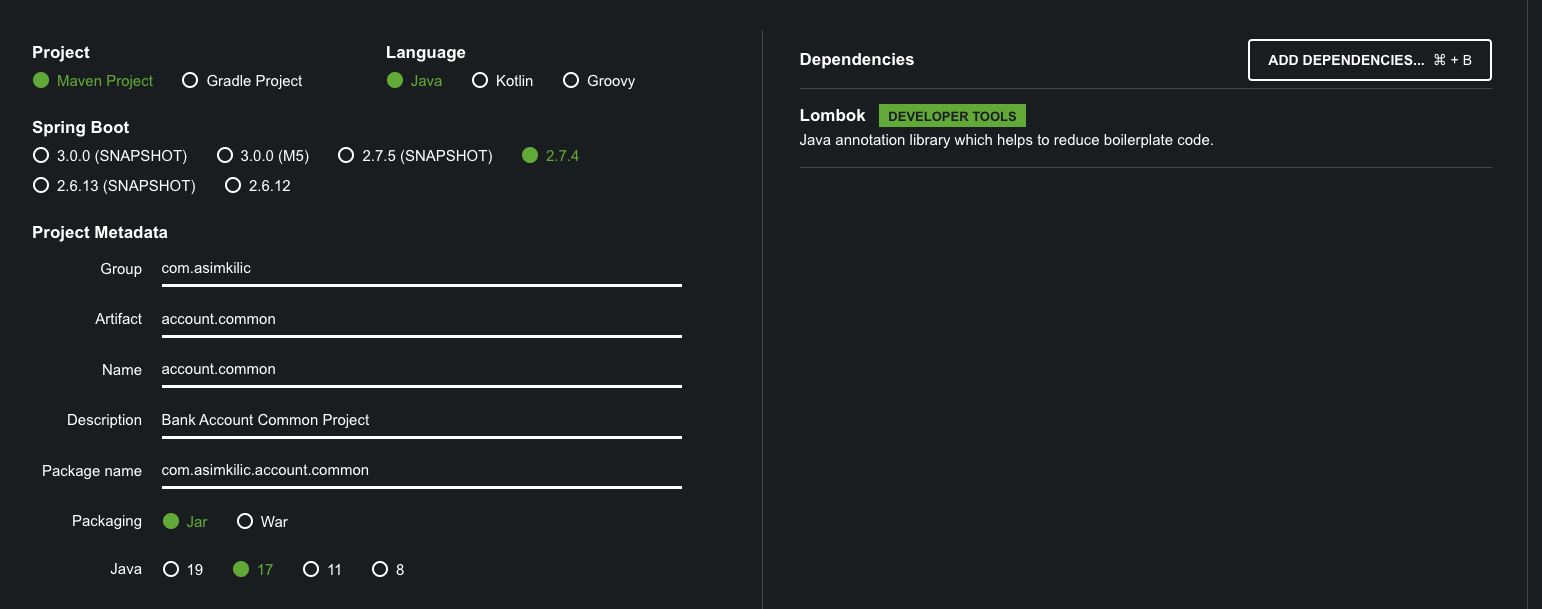 Project
Maven Project Gradle Project
Language
Java Kotlin Groovy
Spring Boot
3.0.0 (SNAPSHOT) 3.0.0 (M5) 2.7.5 (SNAPSHOT) 2.7.4
2.6.13 (SNAPSHOT) 2.6.12
Project Metadata
Group com.asimkilic
Artifact account.common
Name account.common
Description Bank Account Common Project
Package name com.asimkilic.account.common
Packaging Jar War
Java 19 17 11 8
Dependencies
ADD DEPENDENCIES... ⌘ + B
Lombok DEVELOPER TOOLS
Java annotation library which helps to reduce boilerplate code.